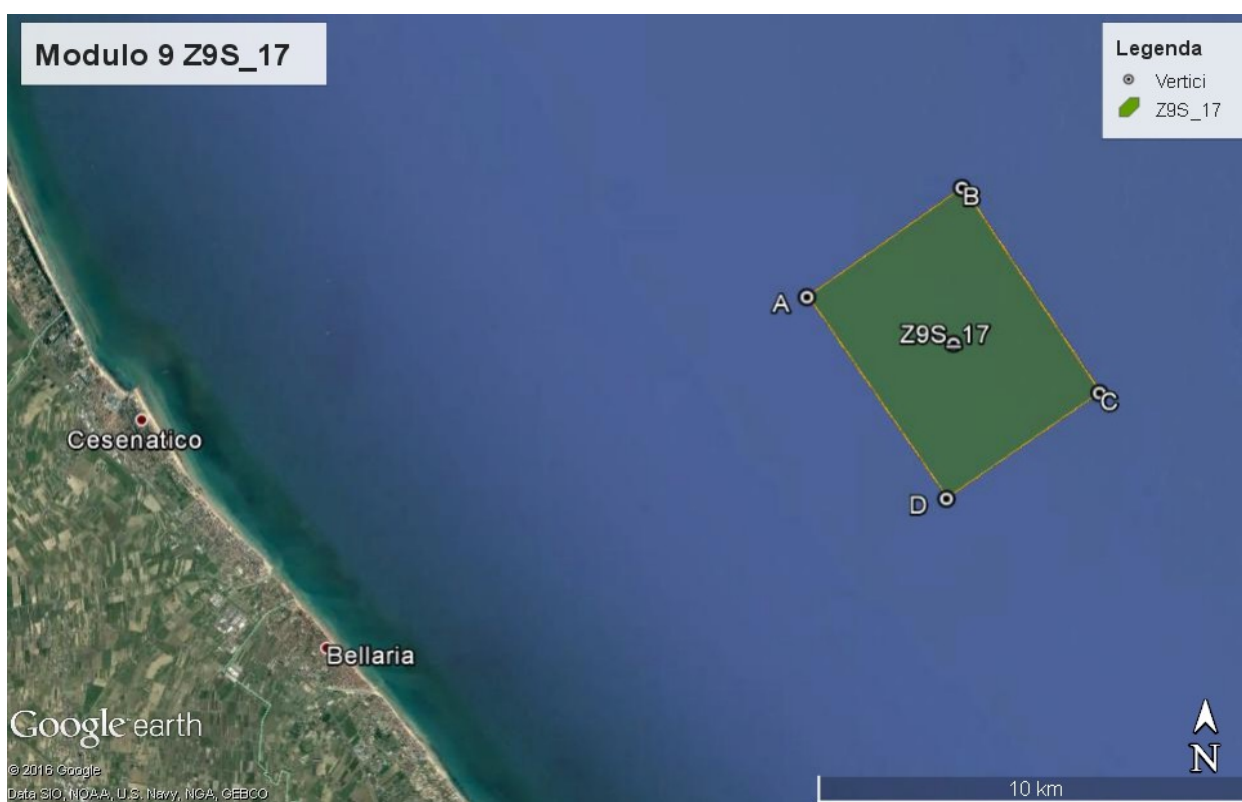 Modulo 9 Z9S_17
Legenda
Vertici
Z9S_17
B
A
Z9S_17
C
Cesenatico
D
Bellaria
Google earth
N
© 2016 Google
Data SIO, NOAA, U.S. Navy, NGA, GEBCO
10 km